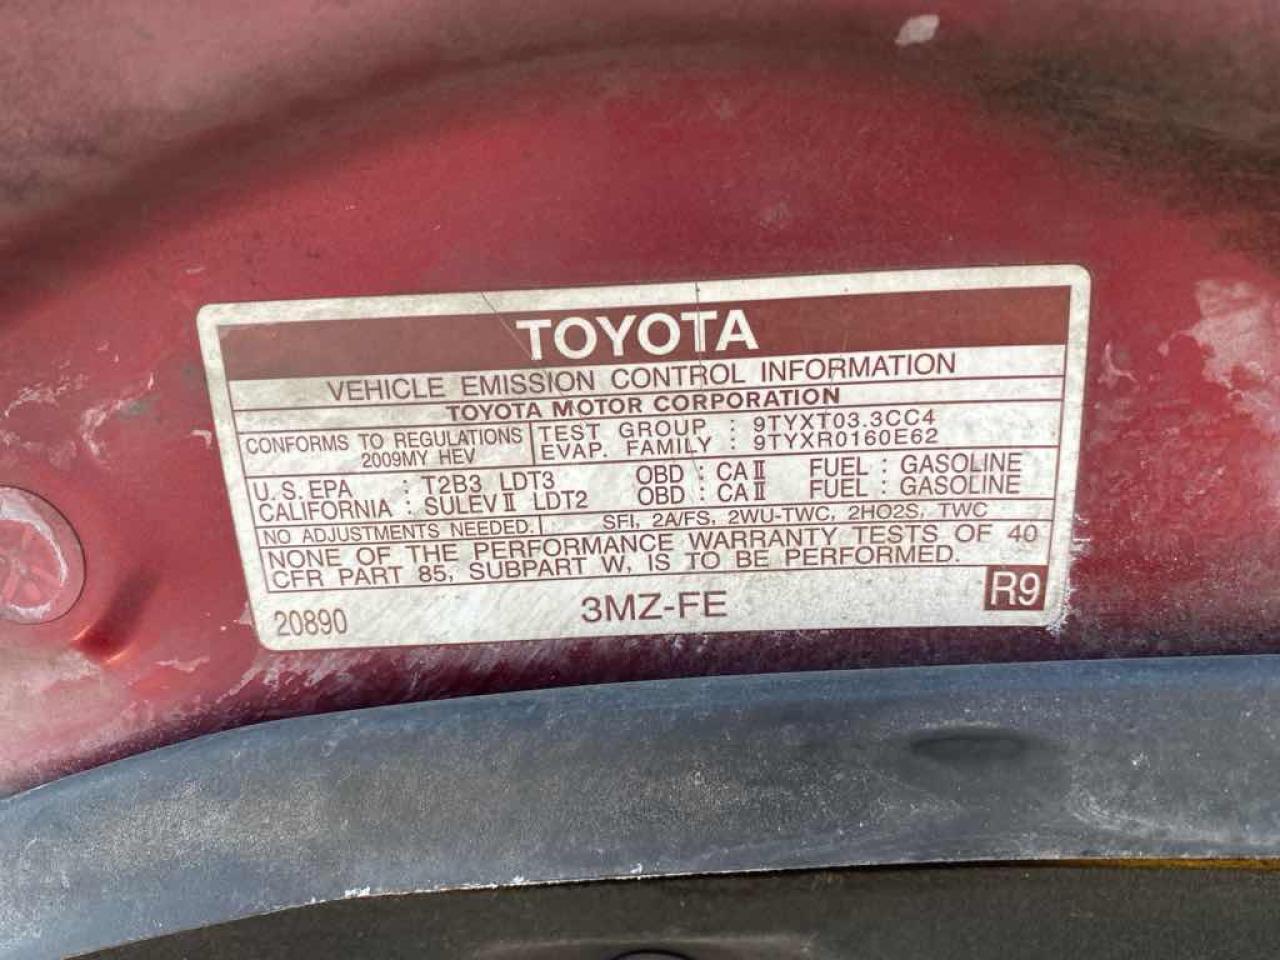 TOYOTA
VEHICLE EMISSION CONTROL INFORMATION
TOYOTA MOTOR CORPORATION
CONFORMS TO REGULATIONS
2009MY HEV
TEST GROUP : 9TYXT03.3CC4
EVAP. FAMILY : 9TYXR0160E62
U.S. EPA : T2B3 LDT3 OBD : CA II FUEL : GASOLINE
CALIFORNIA : SULEV II LDT2 OBD : CA II FUEL : GASOLINE
NO ADJUSTMENTS NEEDED. SFI, 2A/FS, 2WU-TWC, 2HO2S, TWC
NONE OF THE PERFORMANCE WARRANTY TESTS OF 40
CFR PART 85, SUBPART W, IS TO BE PERFORMED.
20890 3MZ-FE R9